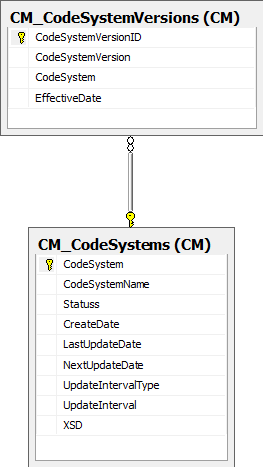 CM_CodeSystemVersions (CM)
CodeSystemVersionID
CodeSystemVersion
CodeSystem
EffectiveDate
CM_CodeSystems (CM)
CodeSystem
CodeSystemName
Statuss
CreateDate
LastUpdateDate
NextUpdateDate
UpdateIntervalType
UpdateInterval
XSD